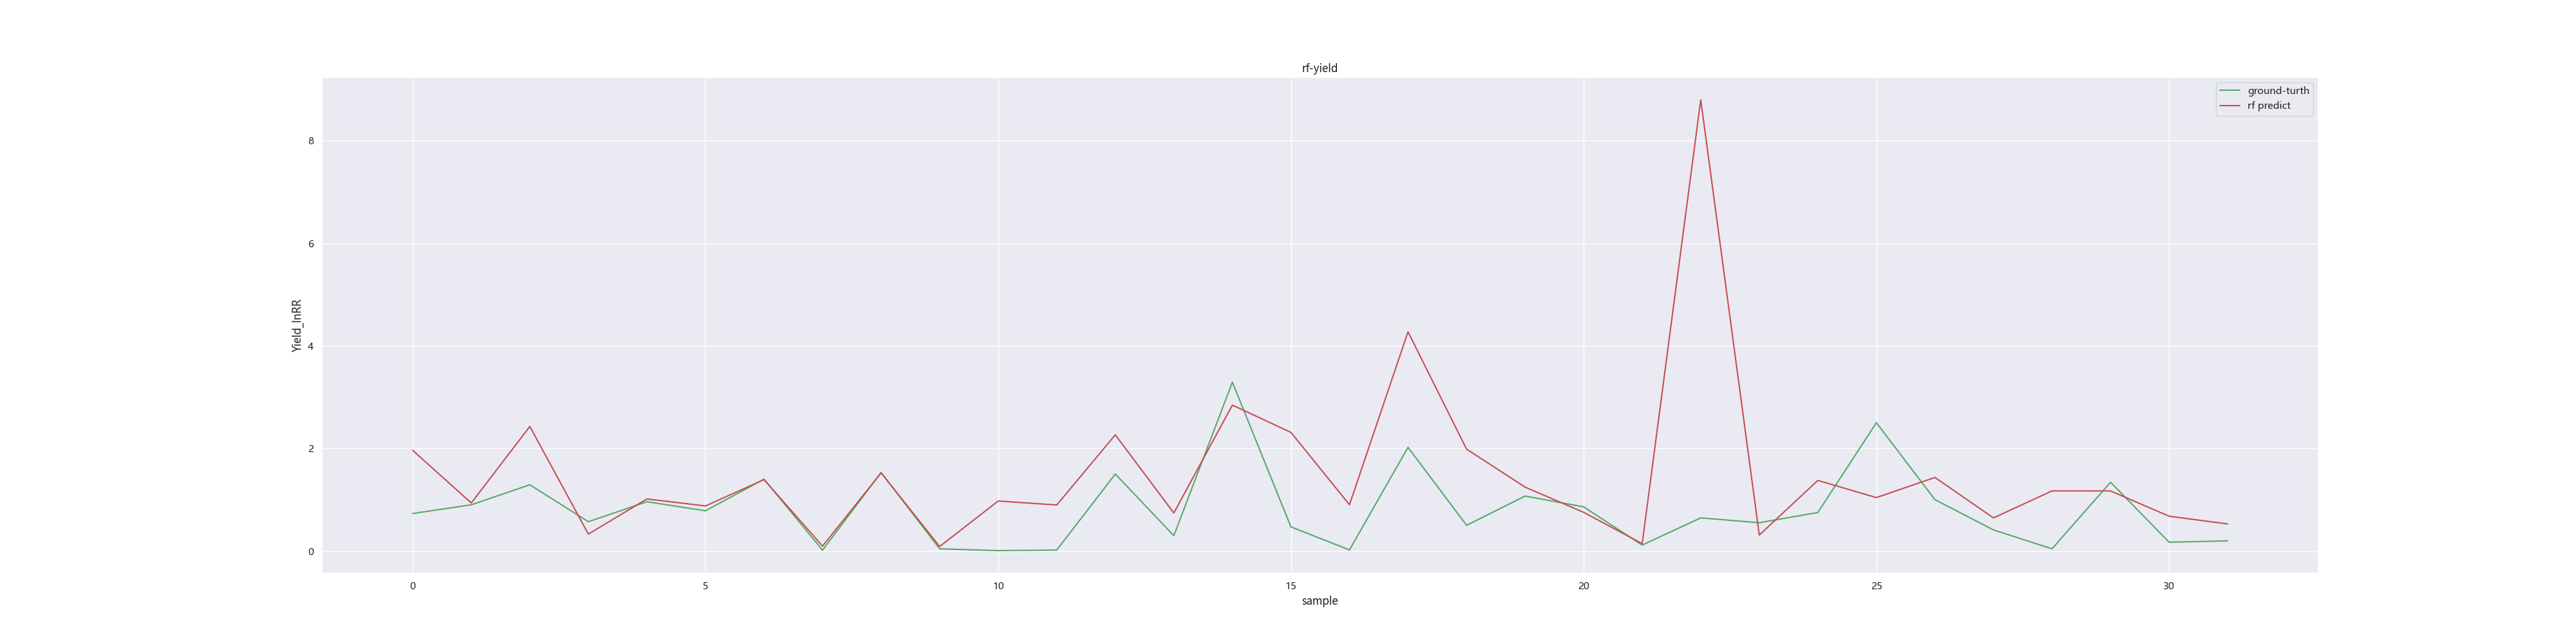 rf-yield
ground-turth
rf predict
8
6
4
2
0
Yield_lnRR
0 5 10 15 20 25 30
sample